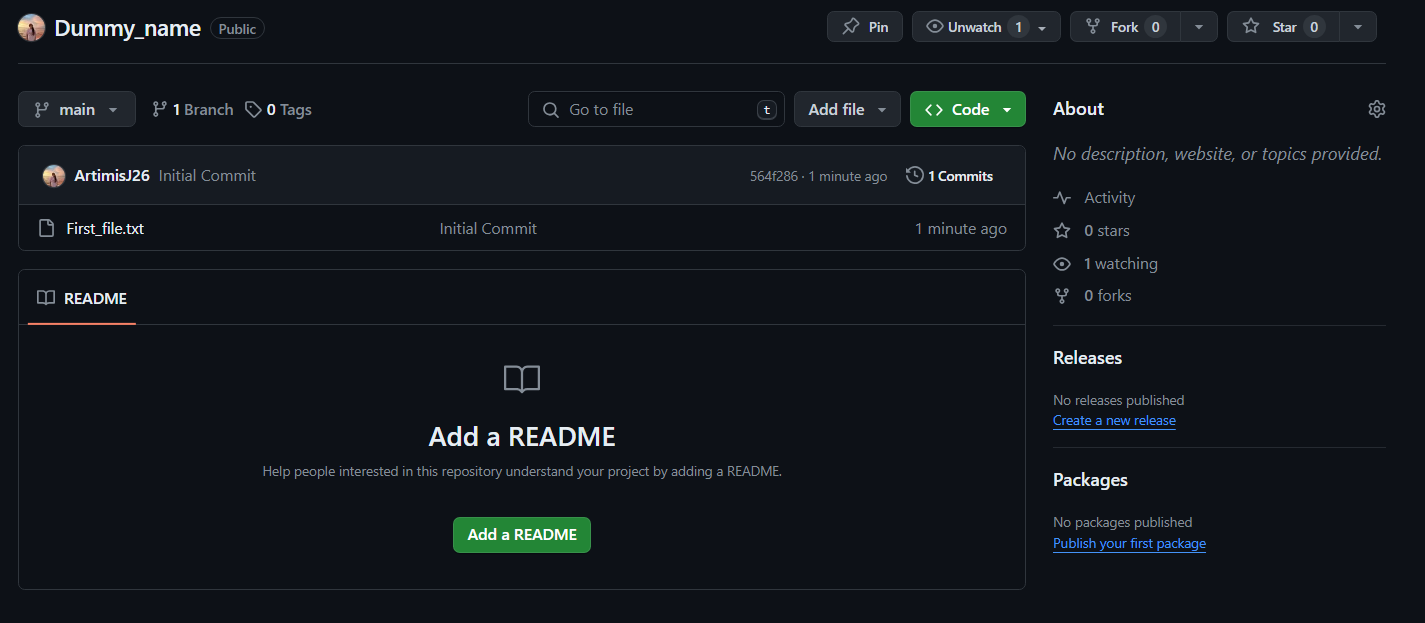 Dummy_name Public Pin Unwatch 1 Fork 0 Star 0
main 1 Branch 0 Tags Go to file t Add file Code
ArtimisJ26 Initial Commit 564f286 · 1 minute ago 1 Commits
First_file.txt Initial Commit 1 minute ago
README
Add a README
Help people interested in this repository understand your project by adding a README.
Add a README
About
No description, website, or topics provided.
Activity
0 stars
1 watching
0 forks
Releases
No releases published
Create a new release
Packages
No packages published
Publish your first package